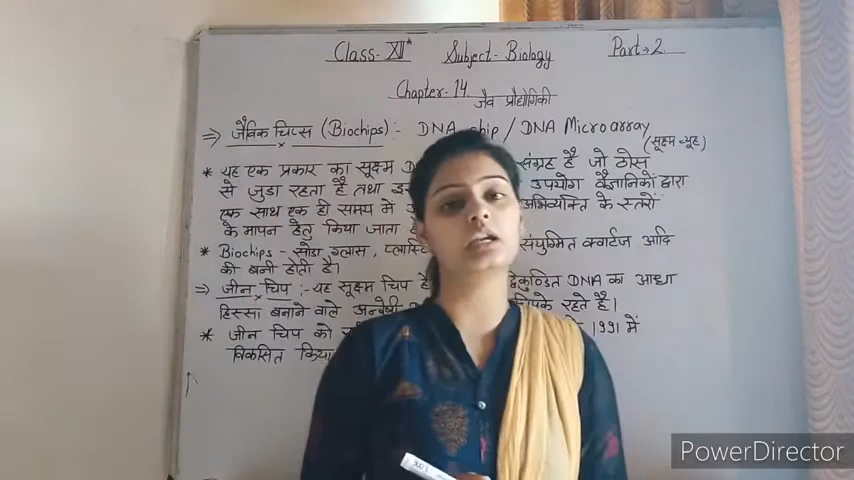 Class-XIIth Subject-Biology Part→2.
Chapter-14 जैव प्रौद्योगिकी
⇒ जैविक चिप्स (Biochips):- DNA chip / DNA Microarray
(सूक्ष्म व्यूह)
* यह एक प्रकार का सूक्ष्म संग्रह है जो ठोस
से जुडा रहता है तथा उपयोग वैज्ञानिकों द्वारा
एक साथ एक ही समय मे अभिव्यक्ति के स्तरों
के मापन हेतु किया जाता
* Biochips - सोडा ग्लास, संयुग्मित क्वार्टज आदि
की बनी होती है।
⇒ जीन चिप :- यह सूक्ष्म चिप है DNA का आधा
हिस्सा बनाने वाले अन्वेषी चिपके रहते है।
* जीन चिप को 1991 में
विकसित किया
PowerDirector